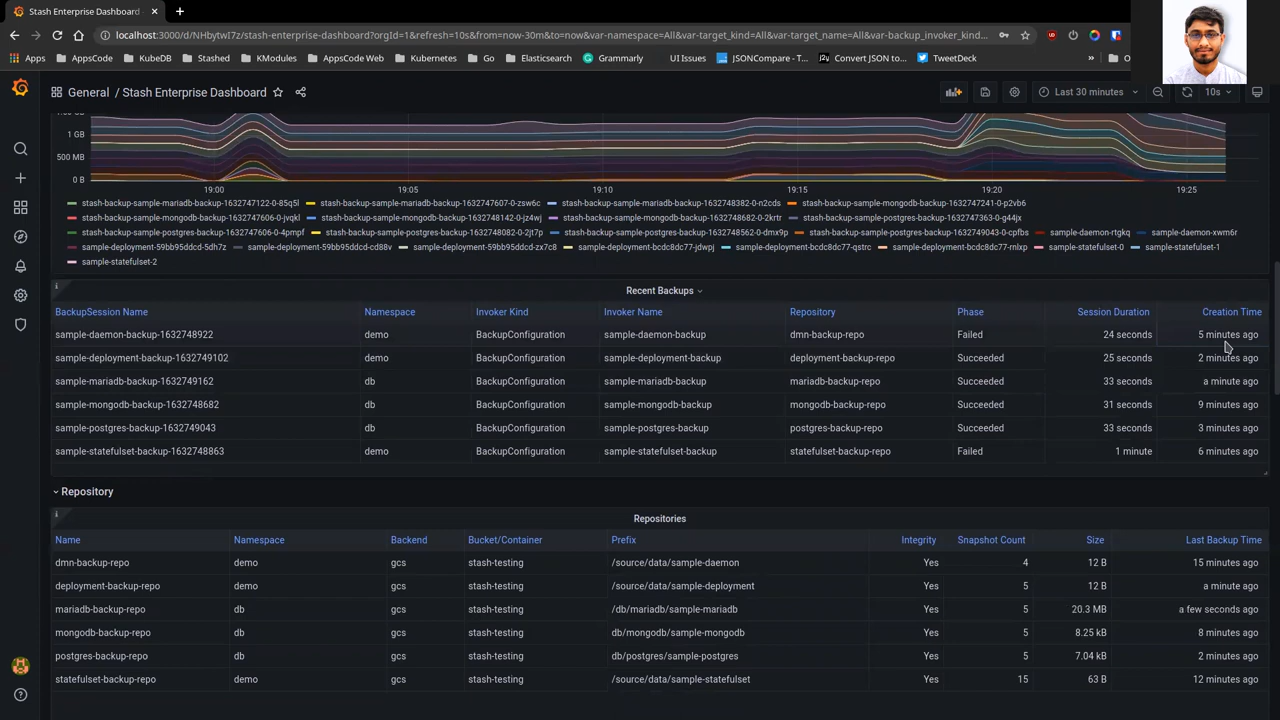 Stash Enterprise Dashboard
localhost:3000/d/NHbytwI7z/stash-enterprise-dashboard?orgId=1&refresh=10s&from=now-30m&to=now&var-namespace=All&var-target_kind=All&var-target_name=All&var-backup_invoker_kind...
Apps AppsCode KubeDB Stashed KModules AppsCode Web Kubernetes Go Elasticsearch Grammarly UI Issues JSONCompare - T... Convert JSON to... TweetDeck » O
General / Stash Enterprise Dashboard Last 30 minutes 10s
1 GB
500 MB
0 B
19:00 19:05 19:10 19:15 19:20 19:25
stash-backup-sample-mariadb-backup-1632747122-0-85q5l stash-backup-sample-mariadb-backup-1632747607-0-zsw6c stash-backup-sample-mariadb-backup-1632748382-0-n2cds stash-backup-sample-mongodb-backup-1632747241-0-p2vb6
stash-backup-sample-mongodb-backup-1632747606-0-jvqkl stash-backup-sample-mongodb-backup-1632748142-0-jz4wj stash-backup-sample-mongodb-backup-1632748682-0-2krtr stash-backup-sample-postgres-backup-1632747363-0-g44jx
stash-backup-sample-postgres-backup-1632747606-0-4pmpf stash-backup-sample-postgres-backup-1632748082-0-2jt7p stash-backup-sample-postgres-backup-1632748562-0-dmx9p stash-backup-sample-postgres-backup-1632749043-0-cpfbs sample-daemon-rtgkq sample-daemon-xwm6r
sample-deployment-59bb95ddcd-5dh7z sample-deployment-59bb95ddcd-cd88v sample-deployment-59bb95ddcd-zx7c8 sample-deployment-bcdc8dc77-jdwpj sample-deployment-bcdc8dc77-qstrc sample-deployment-bcdc8dc77-rnlxp sample-statefulset-0 sample-statefulset-1
sample-statefulset-2
Recent Backups
BackupSession Name Namespace Invoker Kind Invoker Name Repository Phase Session Duration Creation Time
sample-daemon-backup-1632748922 demo BackupConfiguration sample-daemon-backup dmn-backup-repo Failed 24 seconds 5 minutes ago
sample-deployment-backup-1632749102 demo BackupConfiguration sample-deployment-backup deployment-backup-repo Succeeded 25 seconds 2 minutes ago
sample-mariadb-backup-1632749162 db BackupConfiguration sample-mariadb-backup mariadb-backup-repo Succeeded 33 seconds a minute ago
sample-mongodb-backup-1632748682 db BackupConfiguration sample-mongodb-backup mongodb-backup-repo Succeeded 31 seconds 9 minutes ago
sample-postgres-backup-1632749043 db BackupConfiguration sample-postgres-backup postgres-backup-repo Succeeded 33 seconds 3 minutes ago
sample-statefulset-backup-1632748863 demo BackupConfiguration sample-statefulset-backup statefulset-backup-repo Failed 1 minute 6 minutes ago
Repository
Repositories
Name Namespace Backend Bucket/Container Prefix Integrity Snapshot Count Size Last Backup Time
dmn-backup-repo demo gcs stash-testing /source/data/sample-daemon Yes 4 12 B 15 minutes ago
deployment-backup-repo demo gcs stash-testing /source/data/sample-deployment Yes 5 12 B a minute ago
mariadb-backup-repo db gcs stash-testing /db/mariadb/sample-mariadb Yes 5 20.3 MB a few seconds ago
mongodb-backup-repo db gcs stash-testing db/mongodb/sample-mongodb Yes 5 8.25 kB 8 minutes ago
postgres-backup-repo db gcs stash-testing db/postgres/sample-postgres Yes 5 7.04 kB 2 minutes ago
statefulset-backup-repo demo gcs stash-testing /source/data/sample-statefulset Yes 15 63 B 12 minutes ago